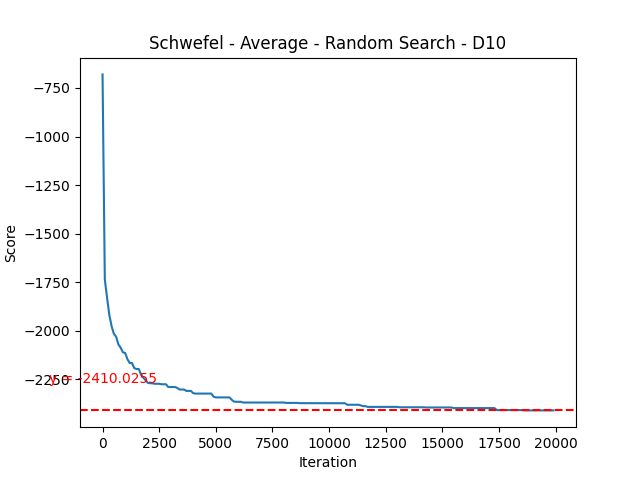 Schwefel - Average - Random Search - D10
Score
−750
−1000
−1250
−1500
−1750
−2000
−2250
y = -2410.0255
0 2500 5000 7500 10000 12500 15000 17500 20000
Iteration